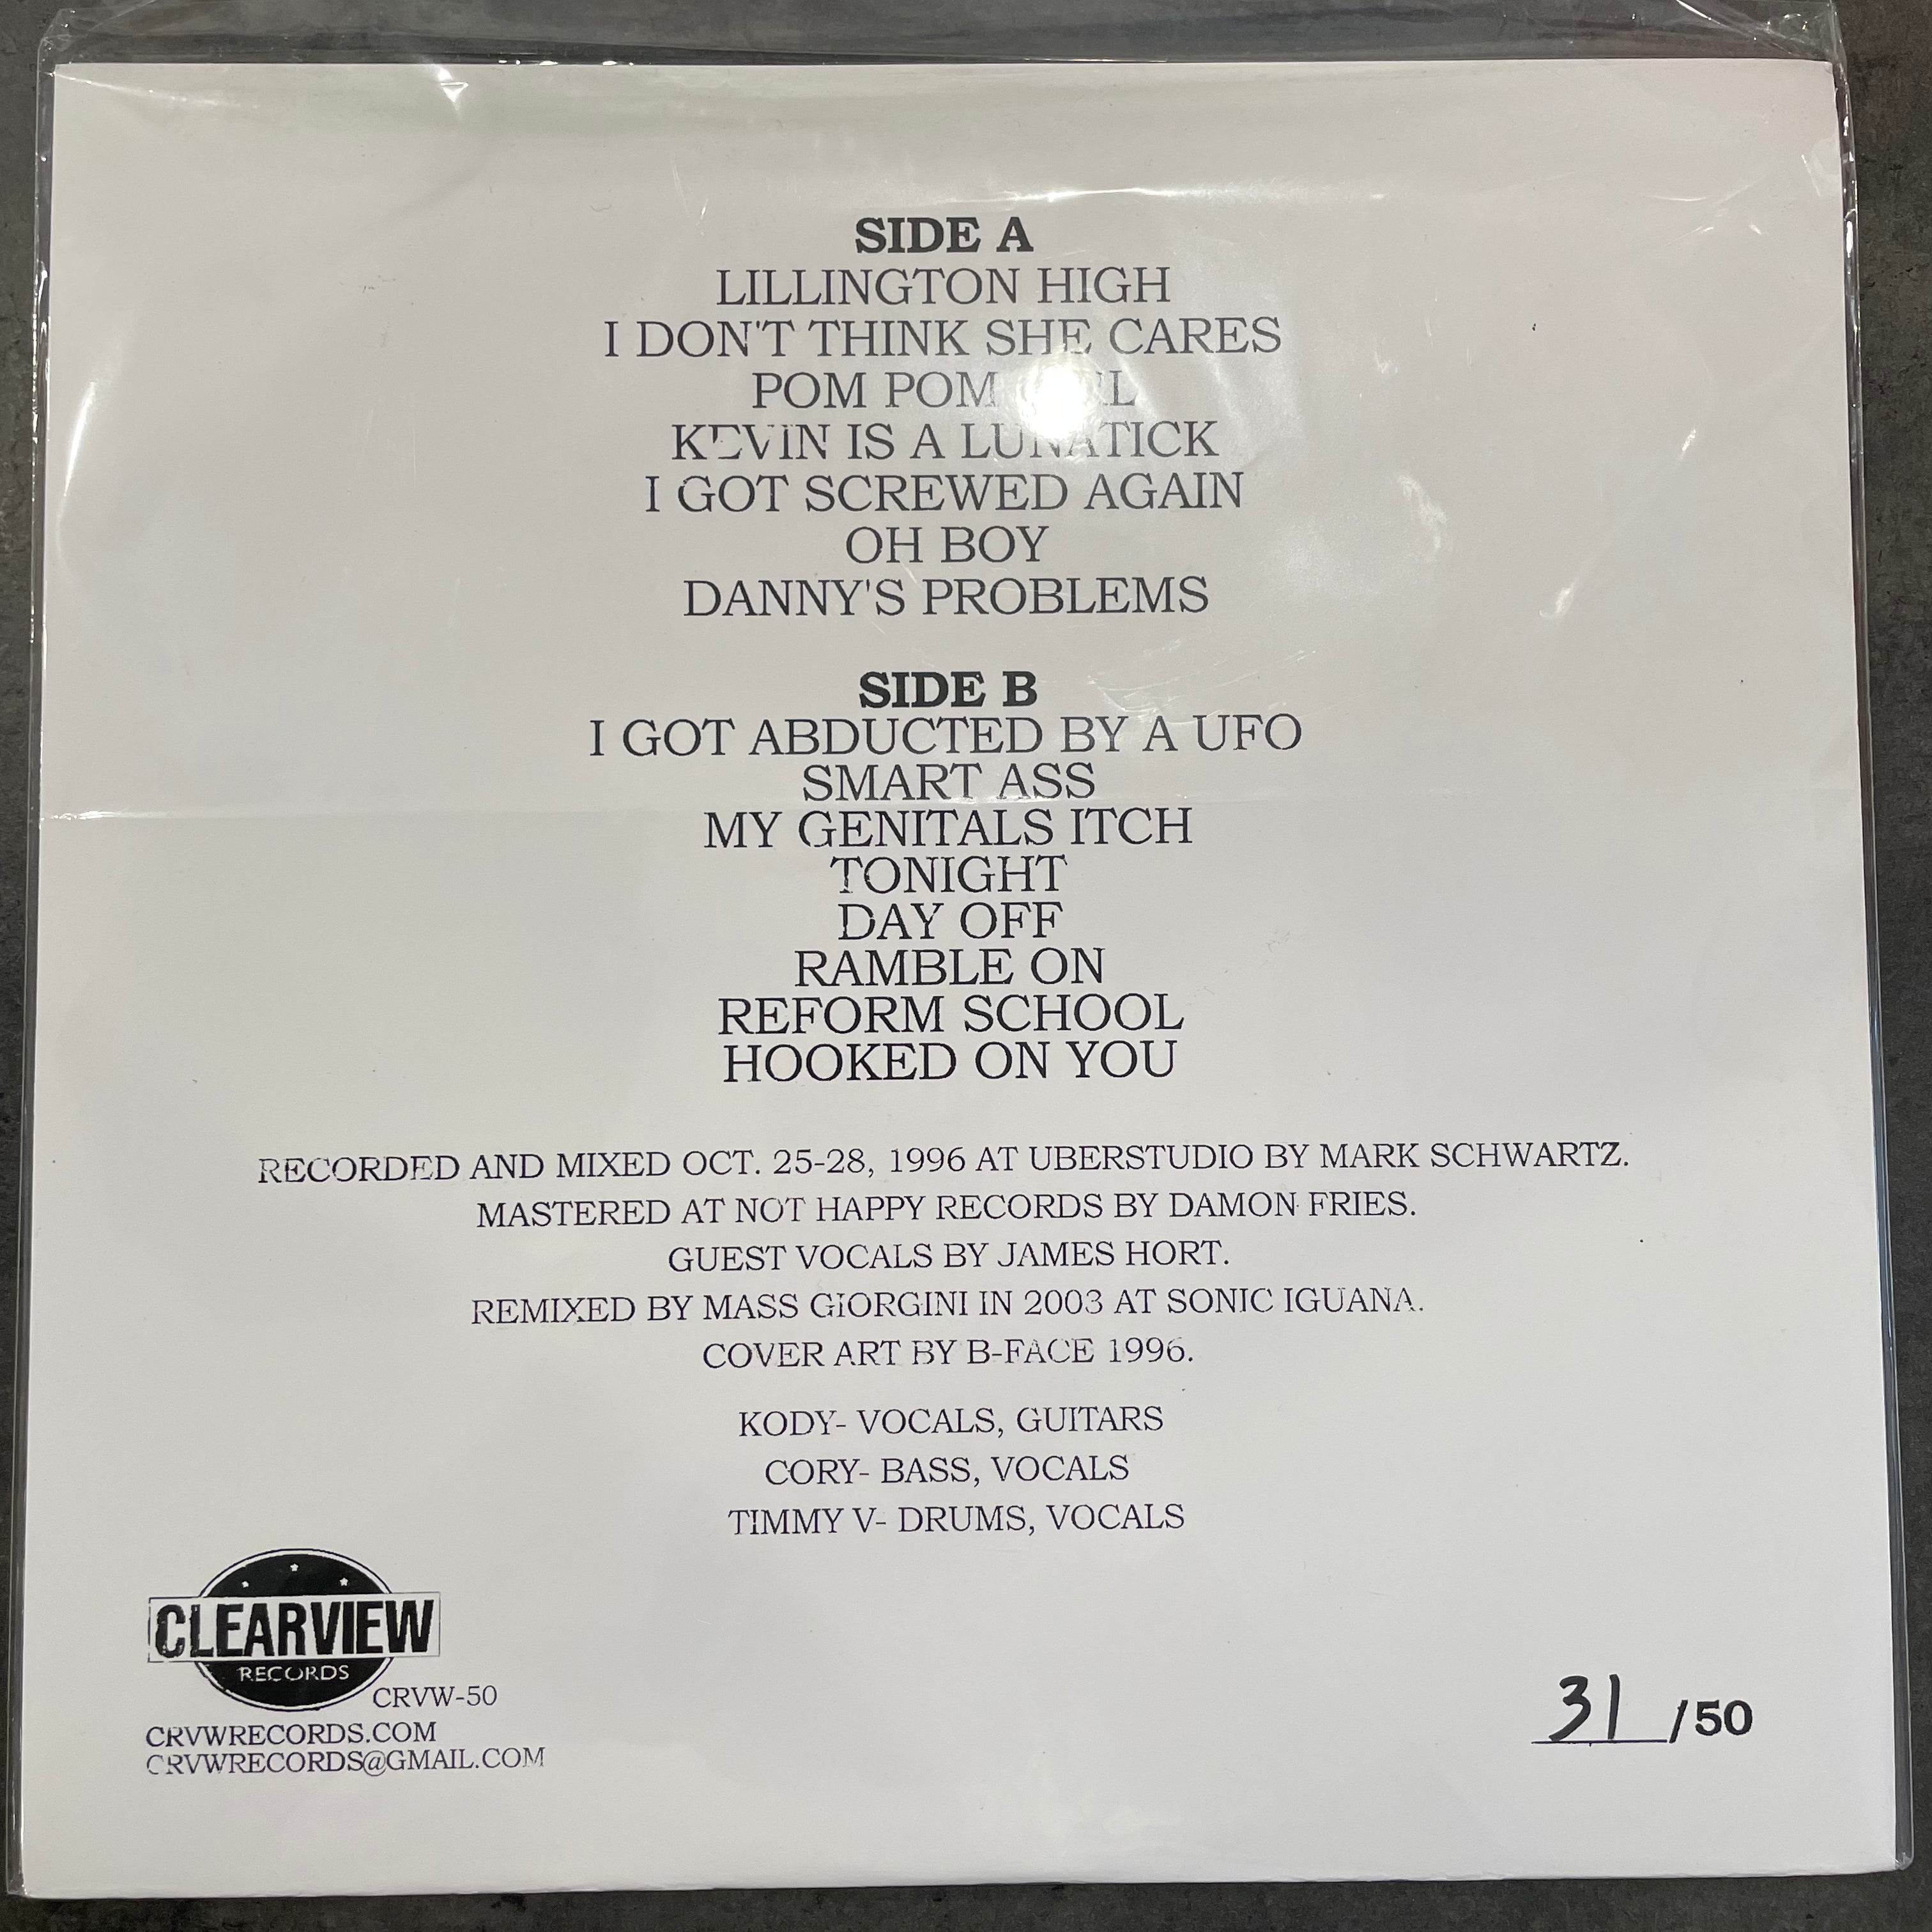 SIDE A
LILLINGTON HIGH
I DON'T THINK SHE CARES
POM POM
KEVIN IS A LUNATICK
I GOT SCREWED AGAIN
OH BOY
DANNY'S PROBLEMS
SIDE B
I GOT ABDUCTED BY A UFO
SMART ASS
MY GENITALS ITCH
TONIGHT
DAY OFF
RAMBLE ON
REFORM SCHOOL
HOOKED ON YOU
RECORDED AND MIXED OCT. 25-28, 1996 AT UBERSTUDIO BY MARK SCHWARTZ.
MASTERED AT NOT HAPPY RECORDS BY DAMON FRIES.
GUEST VOCALS BY JAMES HORT.
REMIXED BY MASS GIORGINI IN 2003 AT SONIC IGUANA.
COVER ART BY B-FACE 1996.
KODY- VOCALS, GUITARS
CORY- BASS, VOCALS
TIMMY V- DRUMS, VOCALS
CLEARVIEW
RECORDS
CRVW-50
CRVWRECORDS.COM
CRVWRECORDS@GMAIL.COM
31/50